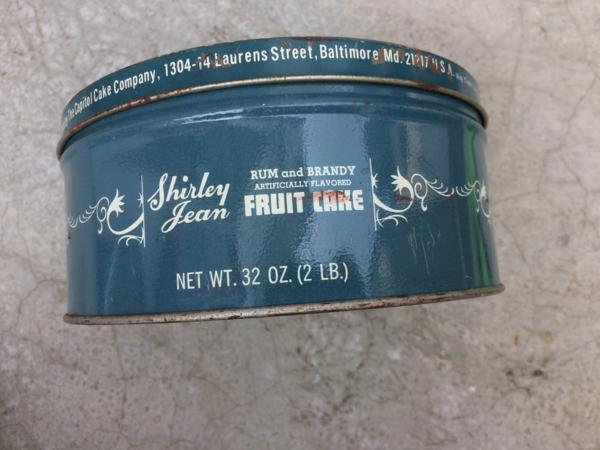 The Capitol Cake Company, 1304-14 Laurens Street, Baltimore, Md. 21217 U.S.A.
Shirley
Jean
RUM and BRANDY
ARTIFICIALLY FLAVORED
FRUIT CAKE
NET WT. 32 OZ. (2 LB.)